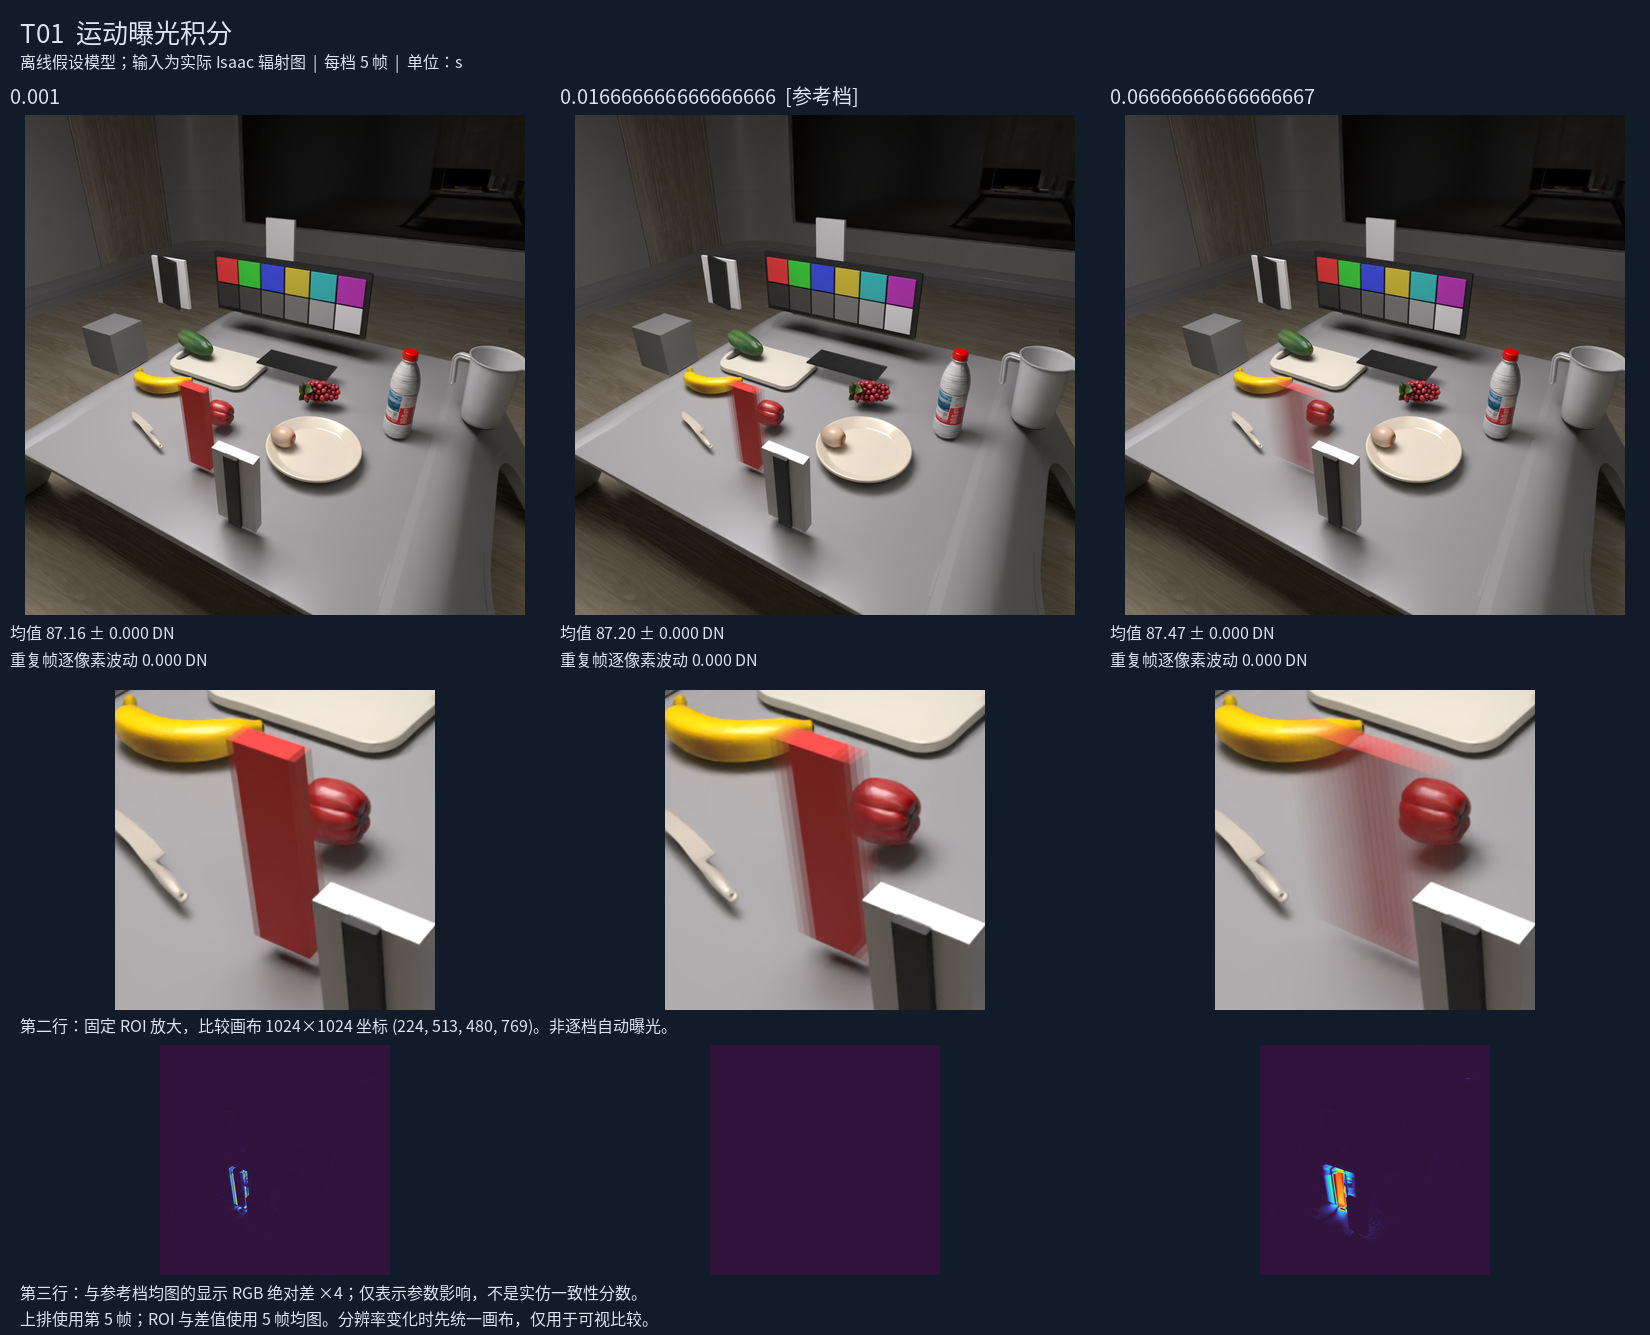 T01 运动曝光积分
离线假设模型；输入为实际 Isaac 辐射图 | 每档 5 帧 | 单位：s
0.001
0.016666666666666666 [参考档]
0.06666666666666667
均值 87.16 ± 0.000 DN
重复帧逐像素波动 0.000 DN
均值 87.20 ± 0.000 DN
重复帧逐像素波动 0.000 DN
均值 87.47 ± 0.000 DN
重复帧逐像素波动 0.000 DN
第二行：固定 ROI 放大，比较画布 1024×1024 坐标 (224, 513, 480, 769)。非逐档自动曝光。
第三行：与参考档均图的显示 RGB 绝对差 ×4；仅表示参数影响，不是实仿一致性分数。
上排使用第 5 帧；ROI 与差值使用 5 帧均图。分辨率变化时先统一画布，仅用于可视比较。